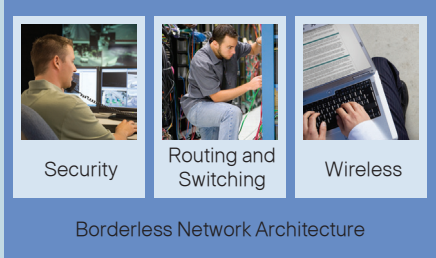 Security
Routing and
Switching
Wireless
Borderless Network Architecture